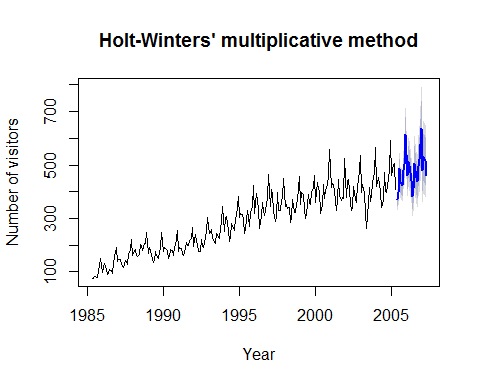 Holt-Winters' multiplicative method
Number of visitors
700
500
300
100
1985 1990 1995 2000 2005
Year